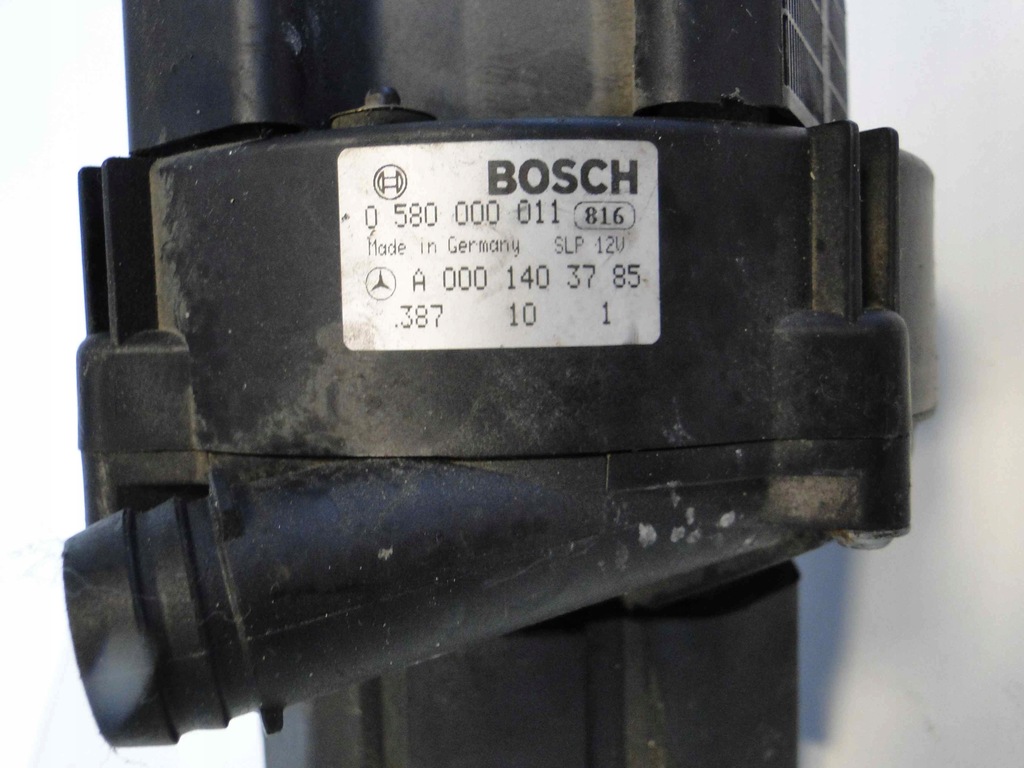 BOSCH
0 580 000 011 816
Made in Germany SLP 12V
A 000 140 37 85
.387 10 1